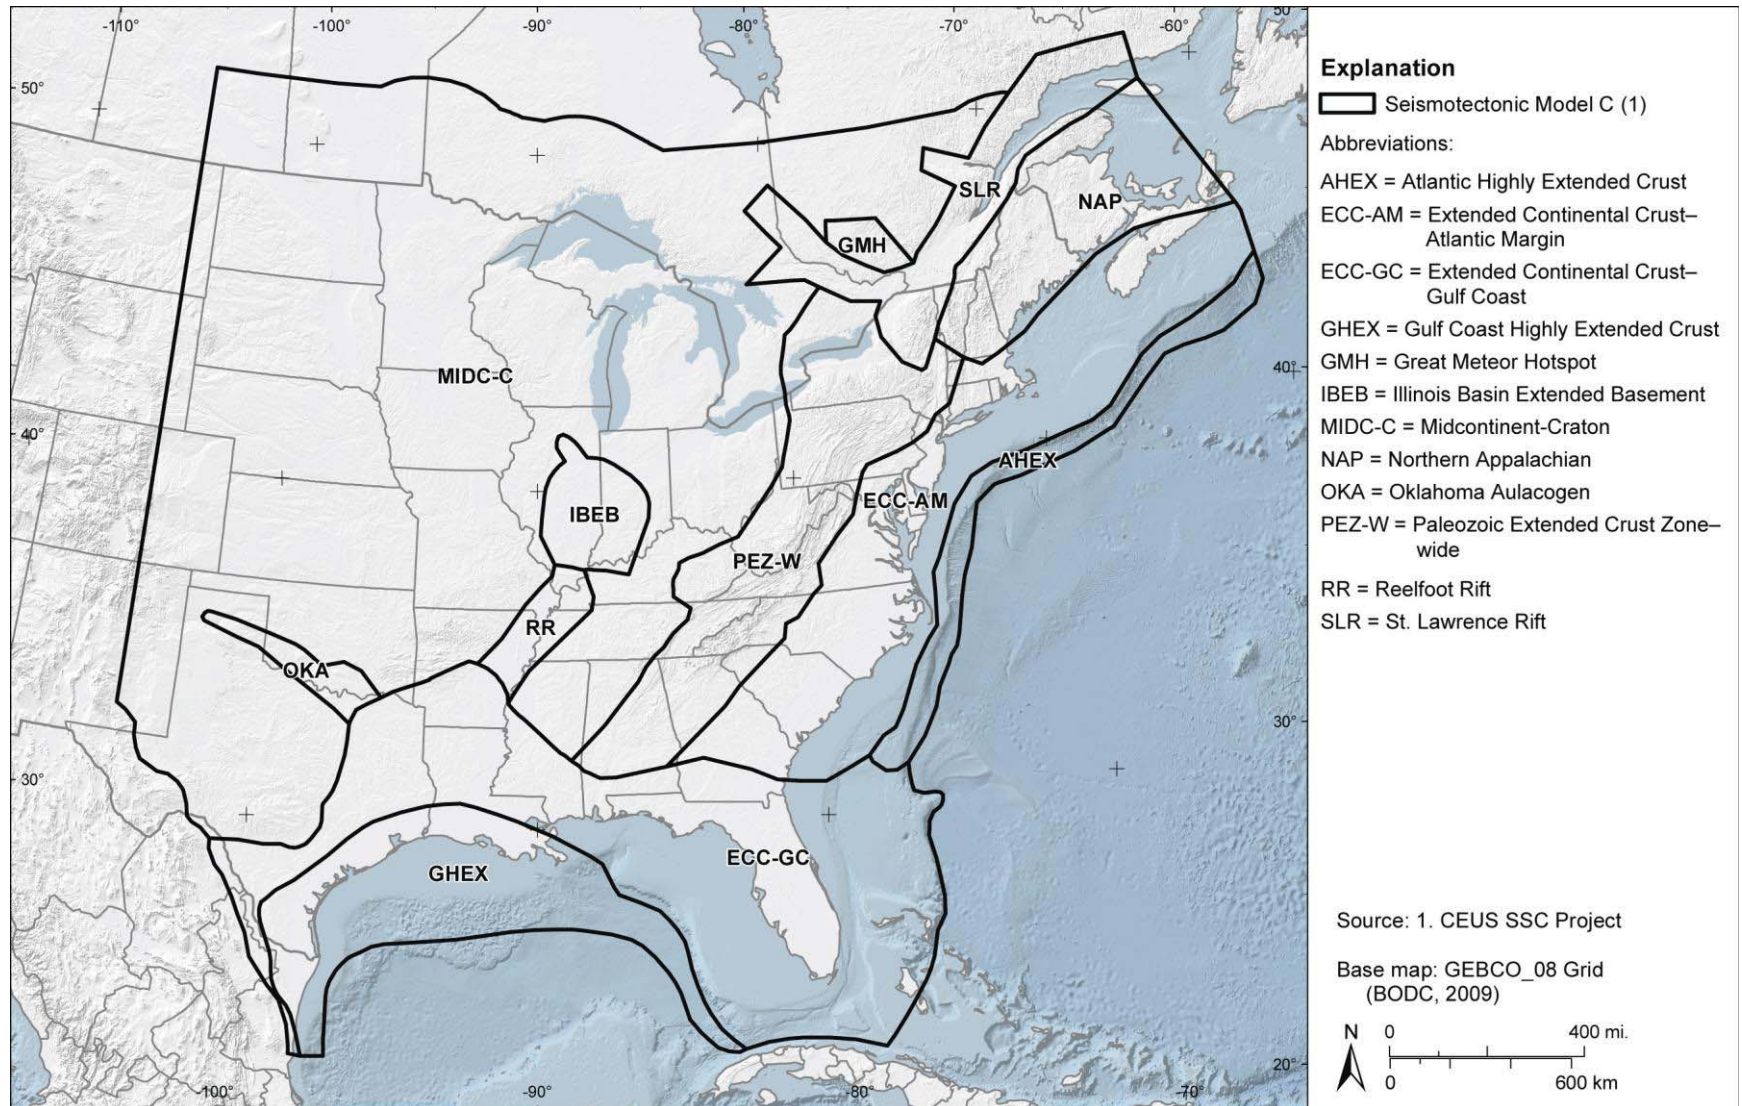 -110°
-100°
-90°
-80°
-70°
-60°
50°
50°
40°
40°
30°
30°
20°
-100°
-90°
-80°
-70°
SLR
NAP
GMH
MIDC-C
AHEX
ECC-AM
IBEB
PEZ-W
RR
OKA
ECC-GC
GHEX
Explanation
Seismotectonic Model C (1)
Abbreviations:
AHEX = Atlantic Highly Extended Crust
ECC-AM = Extended Continental Crust–
Atlantic Margin
ECC-GC = Extended Continental Crust–
Gulf Coast
GHEX = Gulf Coast Highly Extended Crust
GMH = Great Meteor Hotspot
IBEB = Illinois Basin Extended Basement
MIDC-C = Midcontinent-Craton
NAP = Northern Appalachian
OKA = Oklahoma Aulacogen
PEZ-W = Paleozoic Extended Crust Zone–
wide
RR = Reelfoot Rift
SLR = St. Lawrence Rift
Source: 1. CEUS SSC Project
Base map: GEBCO_08 Grid
(BODC, 2009)
N
0 400 mi.
0 600 km